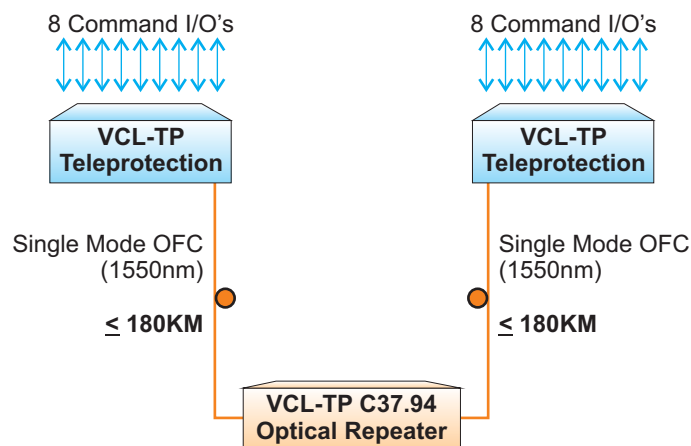 8 Command I/O's
8 Command I/O's
VCL-TP
Teleprotection
VCL-TP
Teleprotection
Single Mode OFC
(1550nm)
≤ 180KM
Single Mode OFC
(1550nm)
≤ 180KM
VCL-TP C37.94
Optical Repeater